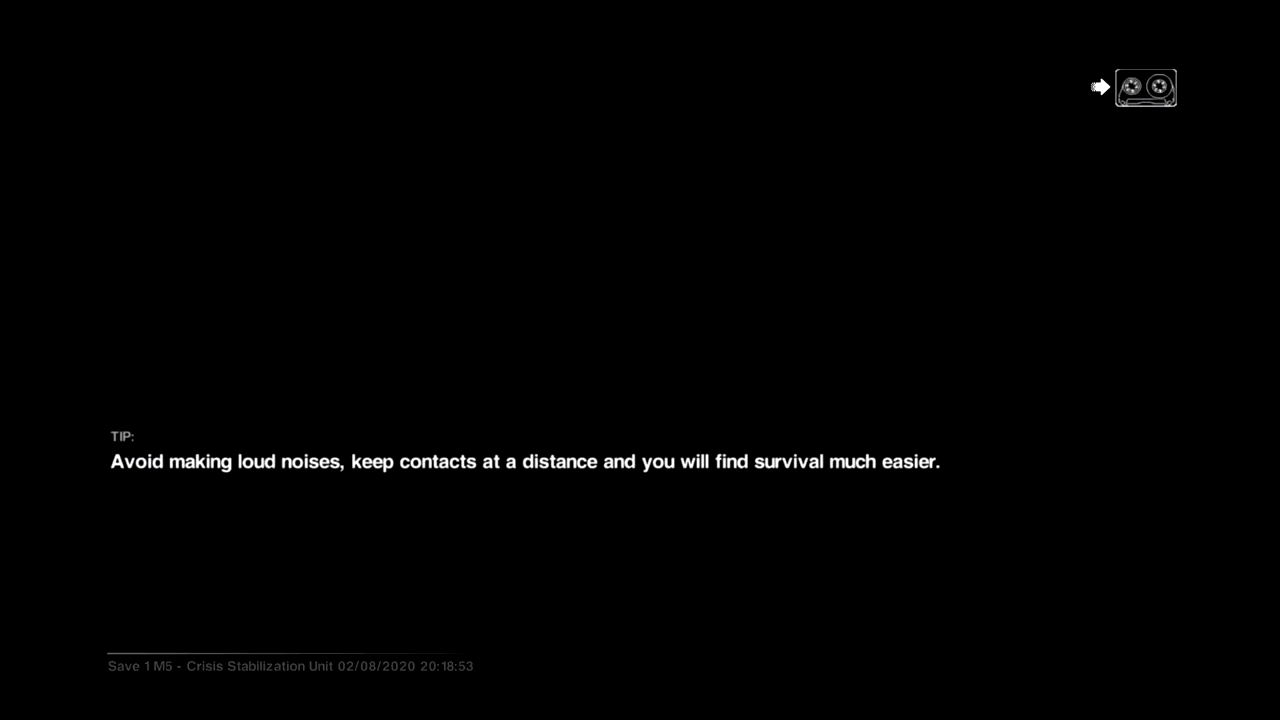 TIP:
Avoid making loud noises, keep contacts at a distance and you will find survival much easier.
Save 1 M5 - Crisis Stabilization Unit 02/08/2020 20:18:53